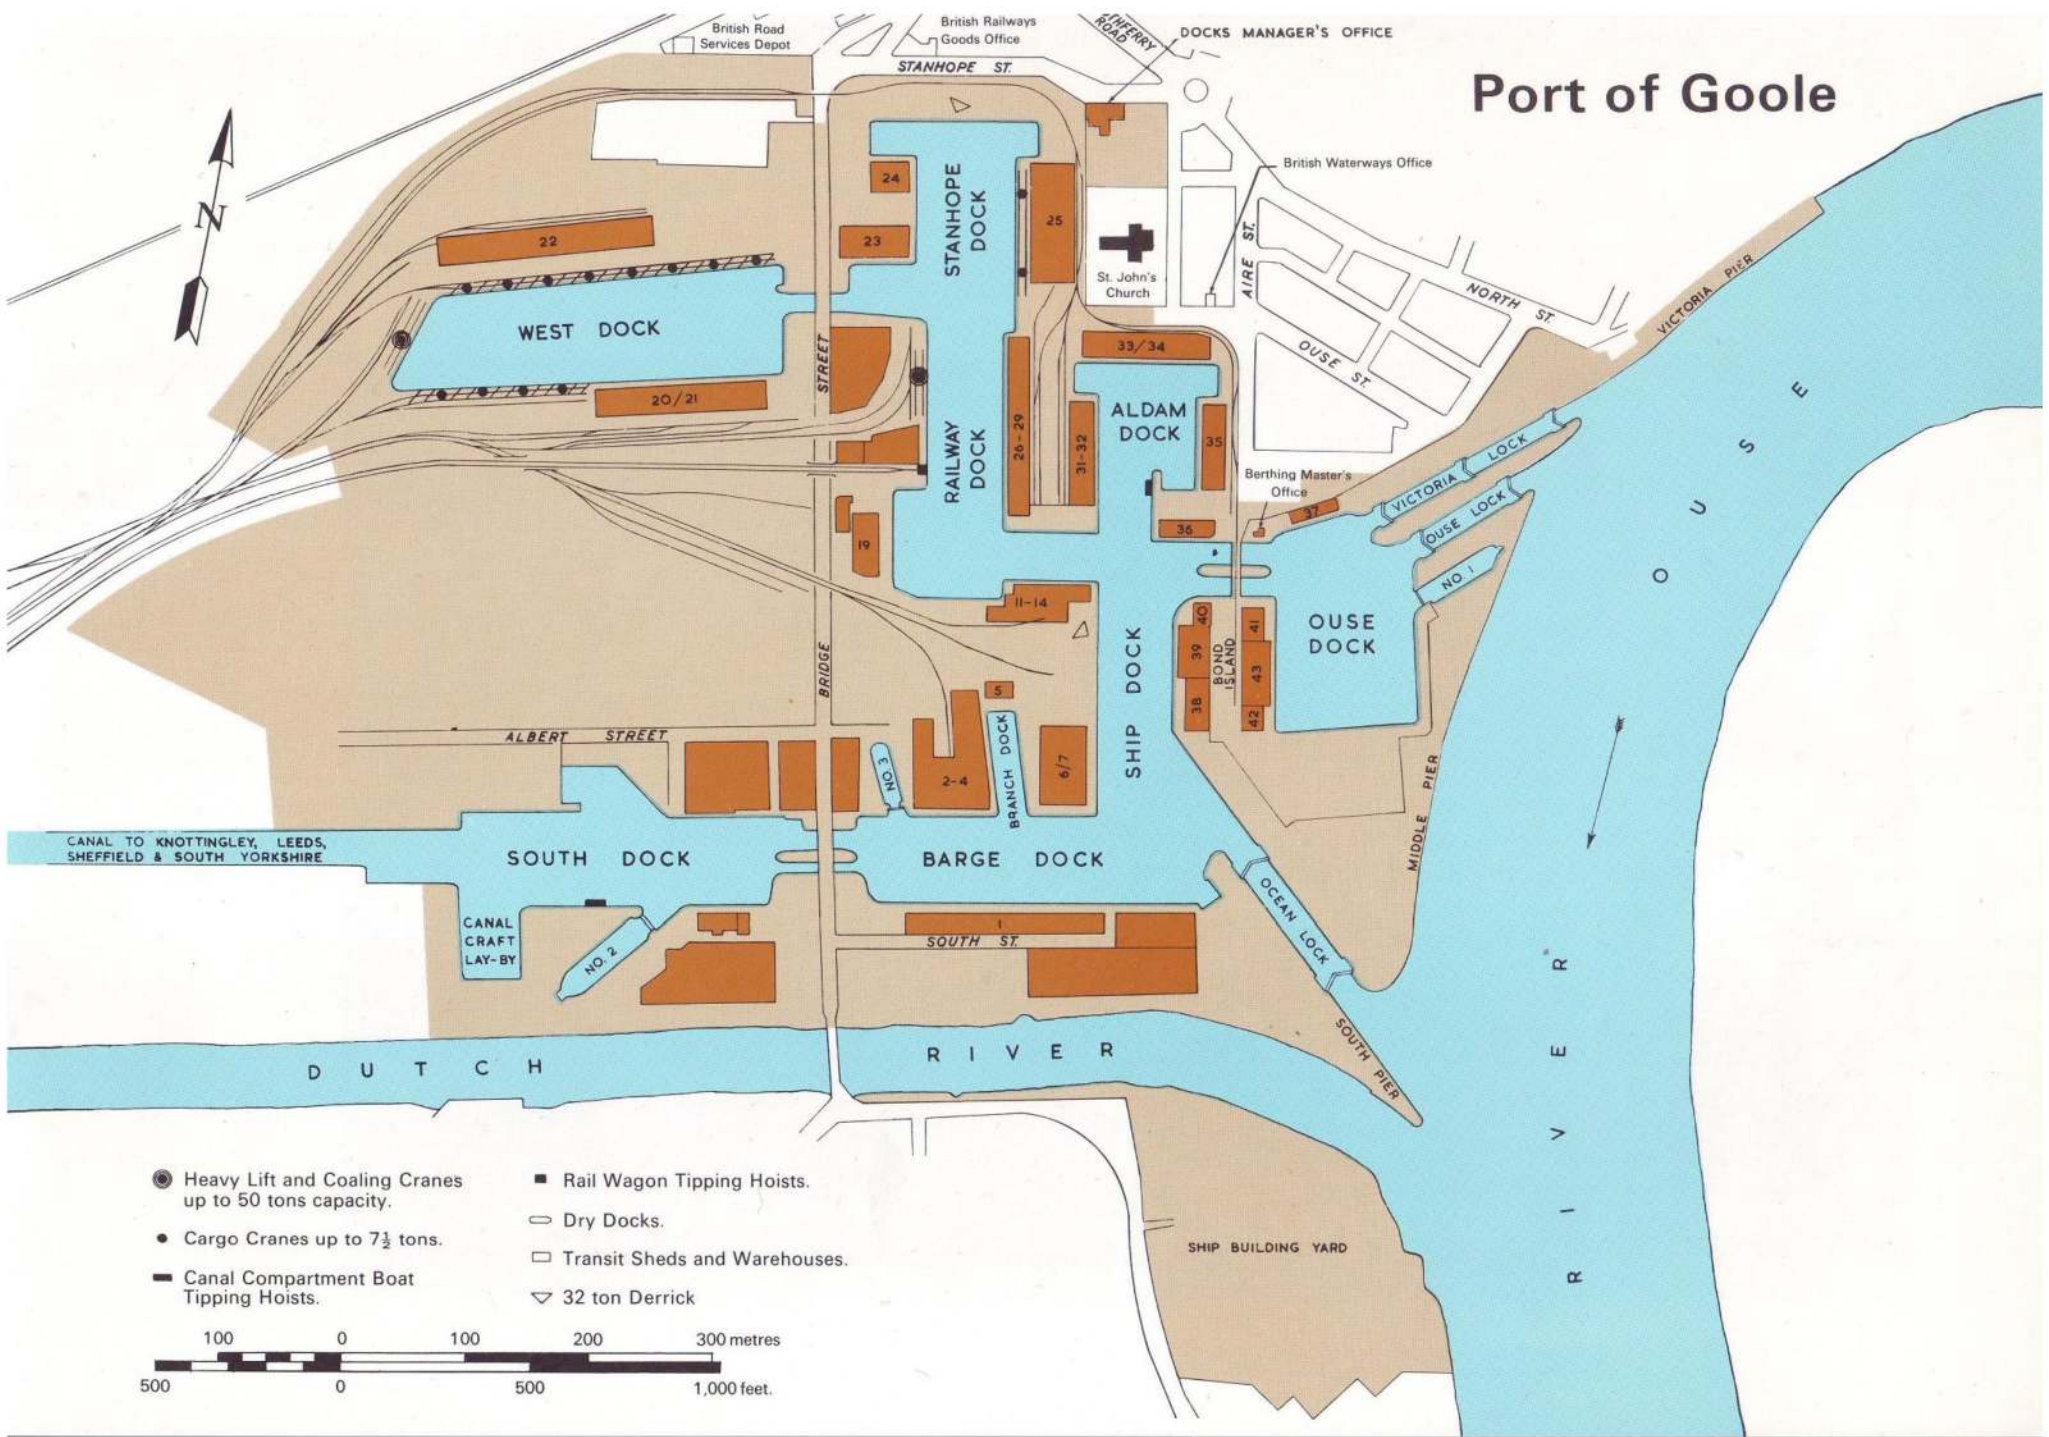 British Road
Services Depot
British Railways
Goods Office
ROAD
DOCKS MANAGER'S OFFICE
STANHOPE ST.
Port of Goole
British Waterways Office
N
24
STANHOPE
DOCK
25
22
23
St. John's
Church
AIRE ST.
NORTH ST.
VICTORIA PIER
WEST DOCK
STREET
33/34
OUSE ST.
20/21
RAILWAY
DOCK
26-29
31-32
ALDAM
DOCK
35
VICTORIA LOCK
OUSE LOCK
Berthing Master's
Office
37
36
19
NO. 1
11-14
40
39
38
BOND
ISLAND
41
43
42
OUSE
DOCK
BRIDGE
SHIP DOCK
5
ALBERT STREET
NO. 3
2-4
BRANCH DOCK
6/7
MIDDLE PIER
CANAL TO KNOTTINGLEY, LEEDS,
SHEFFIELD & SOUTH YORKSHIRE
SOUTH DOCK
BARGE DOCK
OCEAN LOCK
CANAL
CRAFT
LAY-BY
NO. 2
1
SOUTH ST.
SOUTH PIER
DUTCH RIVER
RIVER OUSE
Heavy Lift and Coaling Cranes
up to 50 tons capacity.
Cargo Cranes up to 7½ tons.
Canal Compartment Boat
Tipping Hoists.
Rail Wagon Tipping Hoists.
Dry Docks.
Transit Sheds and Warehouses.
32 ton Derrick
SHIP BUILDING YARD
100 0 100 200 300 metres
500 0 500 1,000 feet.